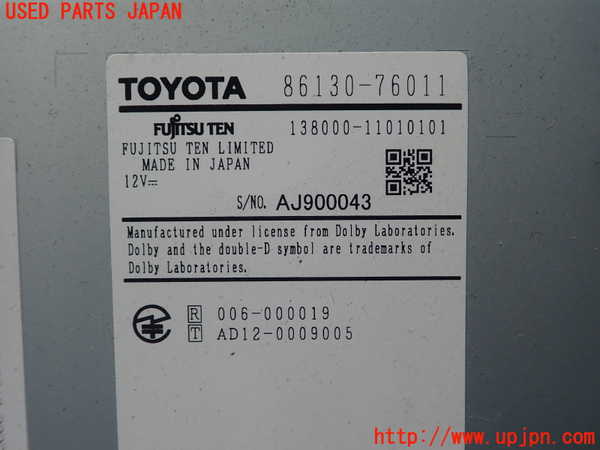 USED PARTS JAPAN
TOYOTA 86130-76011
FUJITSU TEN 138000-11010101
FUJITSU TEN LIMITED
MADE IN JAPAN
12V⎓
S/NO. AJ900043
Manufactured under license from Dolby Laboratories.
Dolby and the double-D symbol are trademarks of
Dolby Laboratories.
R 006-000019
T AD12-0009005
http://www.upjpn.com/